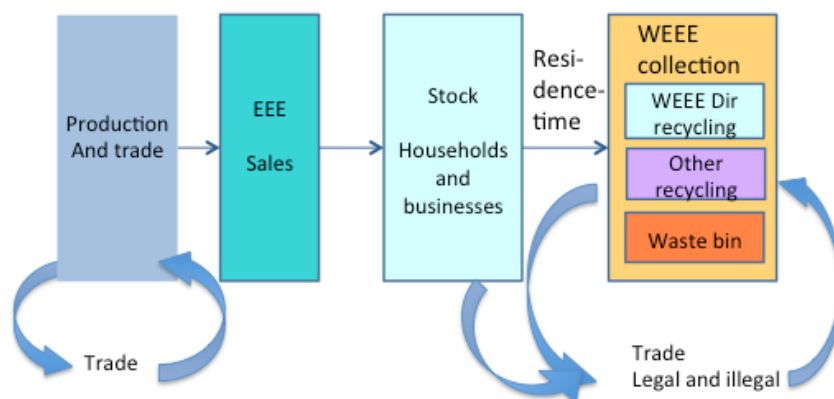 Production
And trade
EEE
Sales
Stock
Households
and
businesses
Resi-
dence-
time
WEEE
collection
WEEE Dir
recycling
Other
recycling
Waste bin
Trade
Trade
Legal and illegal